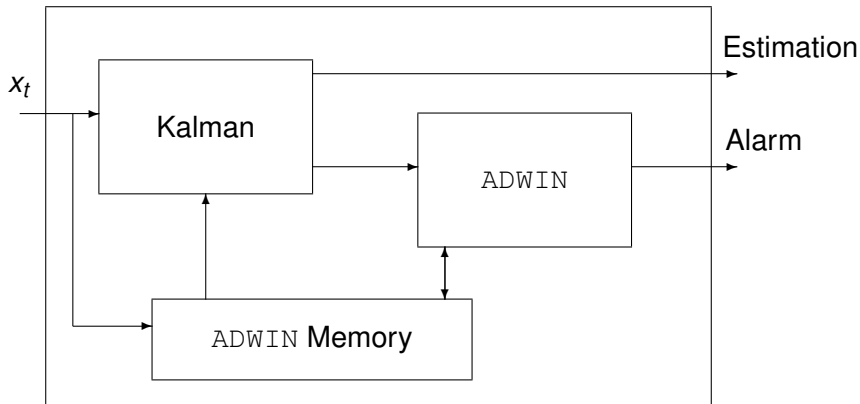 Estimation
x_t
Kalman
Alarm
ADWIN
ADWIN Memory